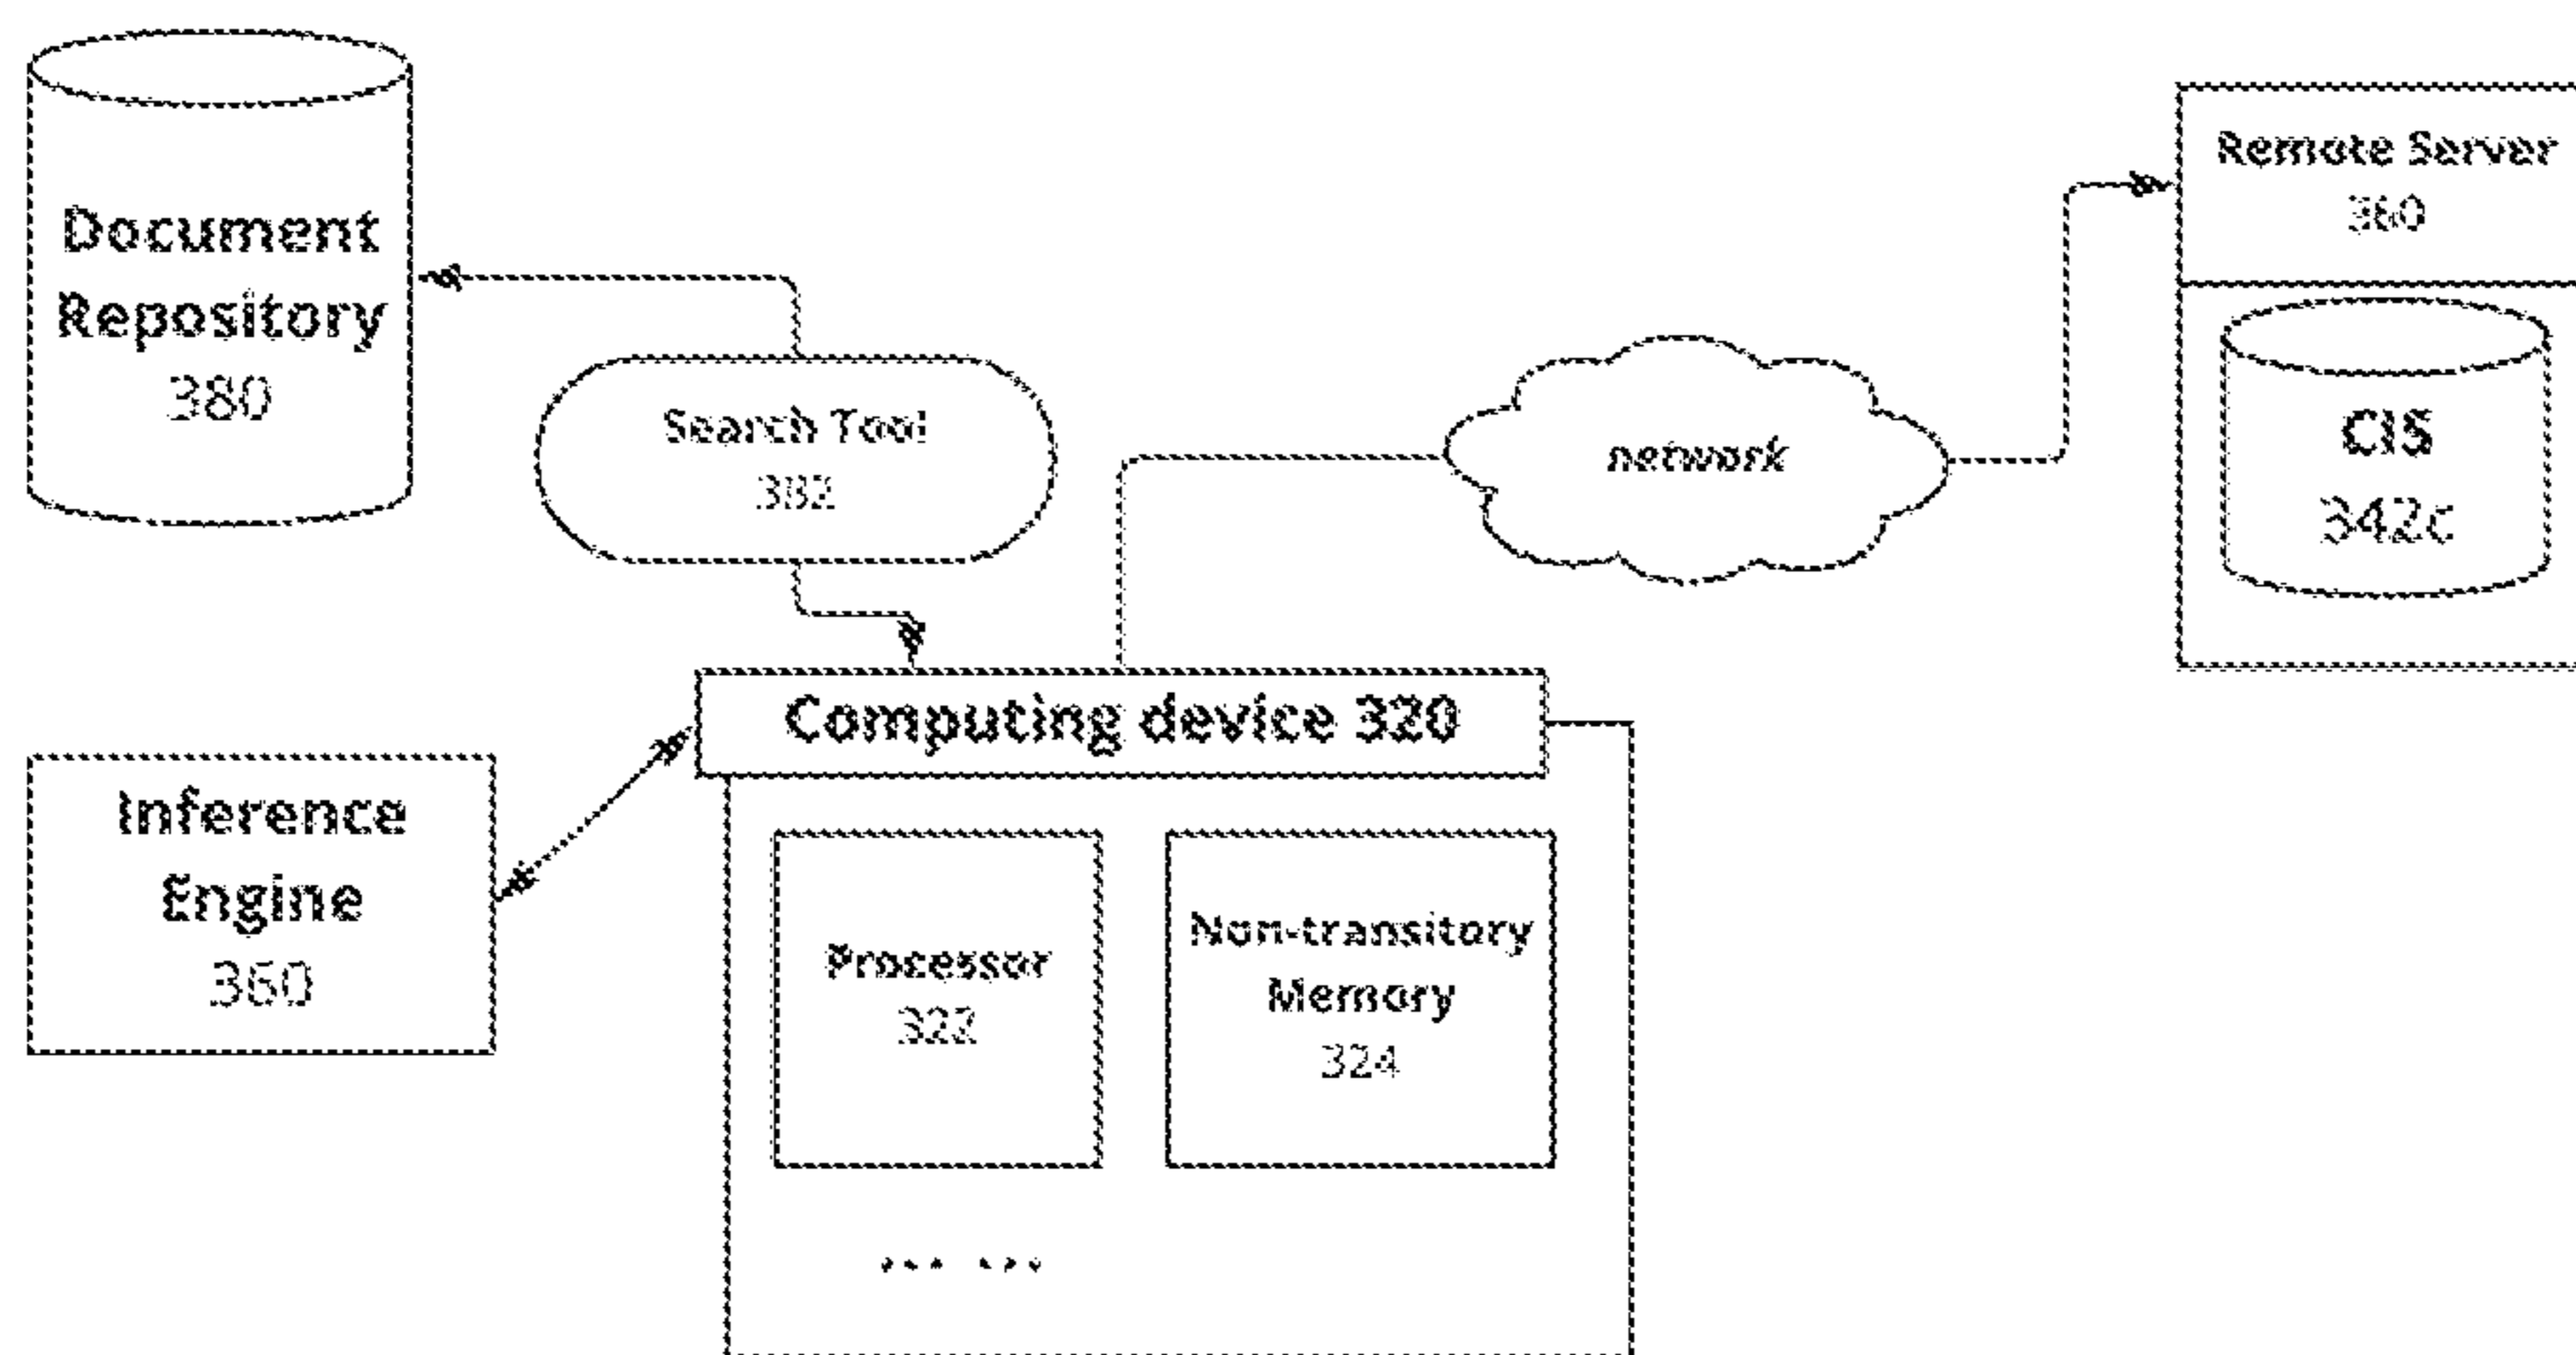 Document
Repository
380
Search Tool
382
network
Remote Server
360
CIS
342c
Computing device 320
Inference
Engine
360
Processor
322
Non-transitory
Memory
324
... ...